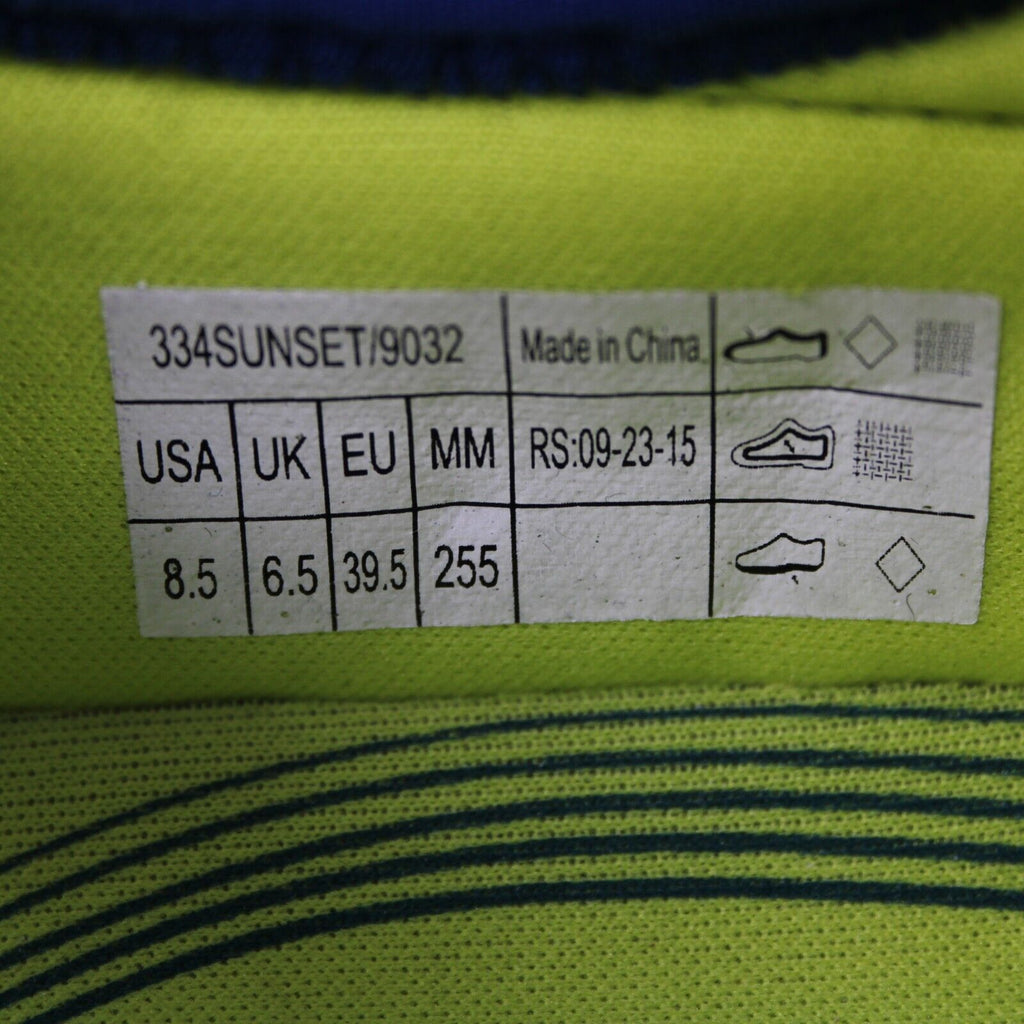 334SUNSET/9032 Made in China
USA UK EU MM RS:09-23-15
8.5 6.5 39.5 255